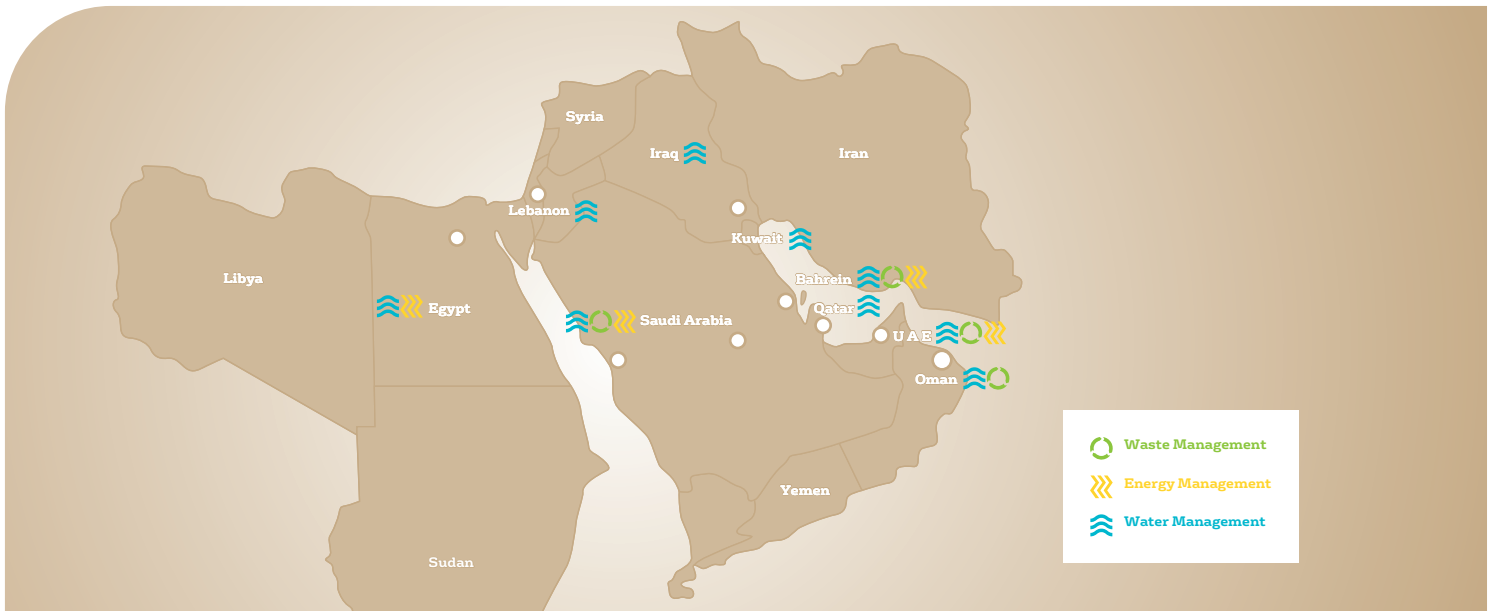 Syria
Iraq
Iran
Lebanon
Kuwait
Libya
Bahrein
Qatar
Egypt
Saudi Arabia
U A E
Oman
Waste Management
Energy Management
Water Management
Yemen
Sudan